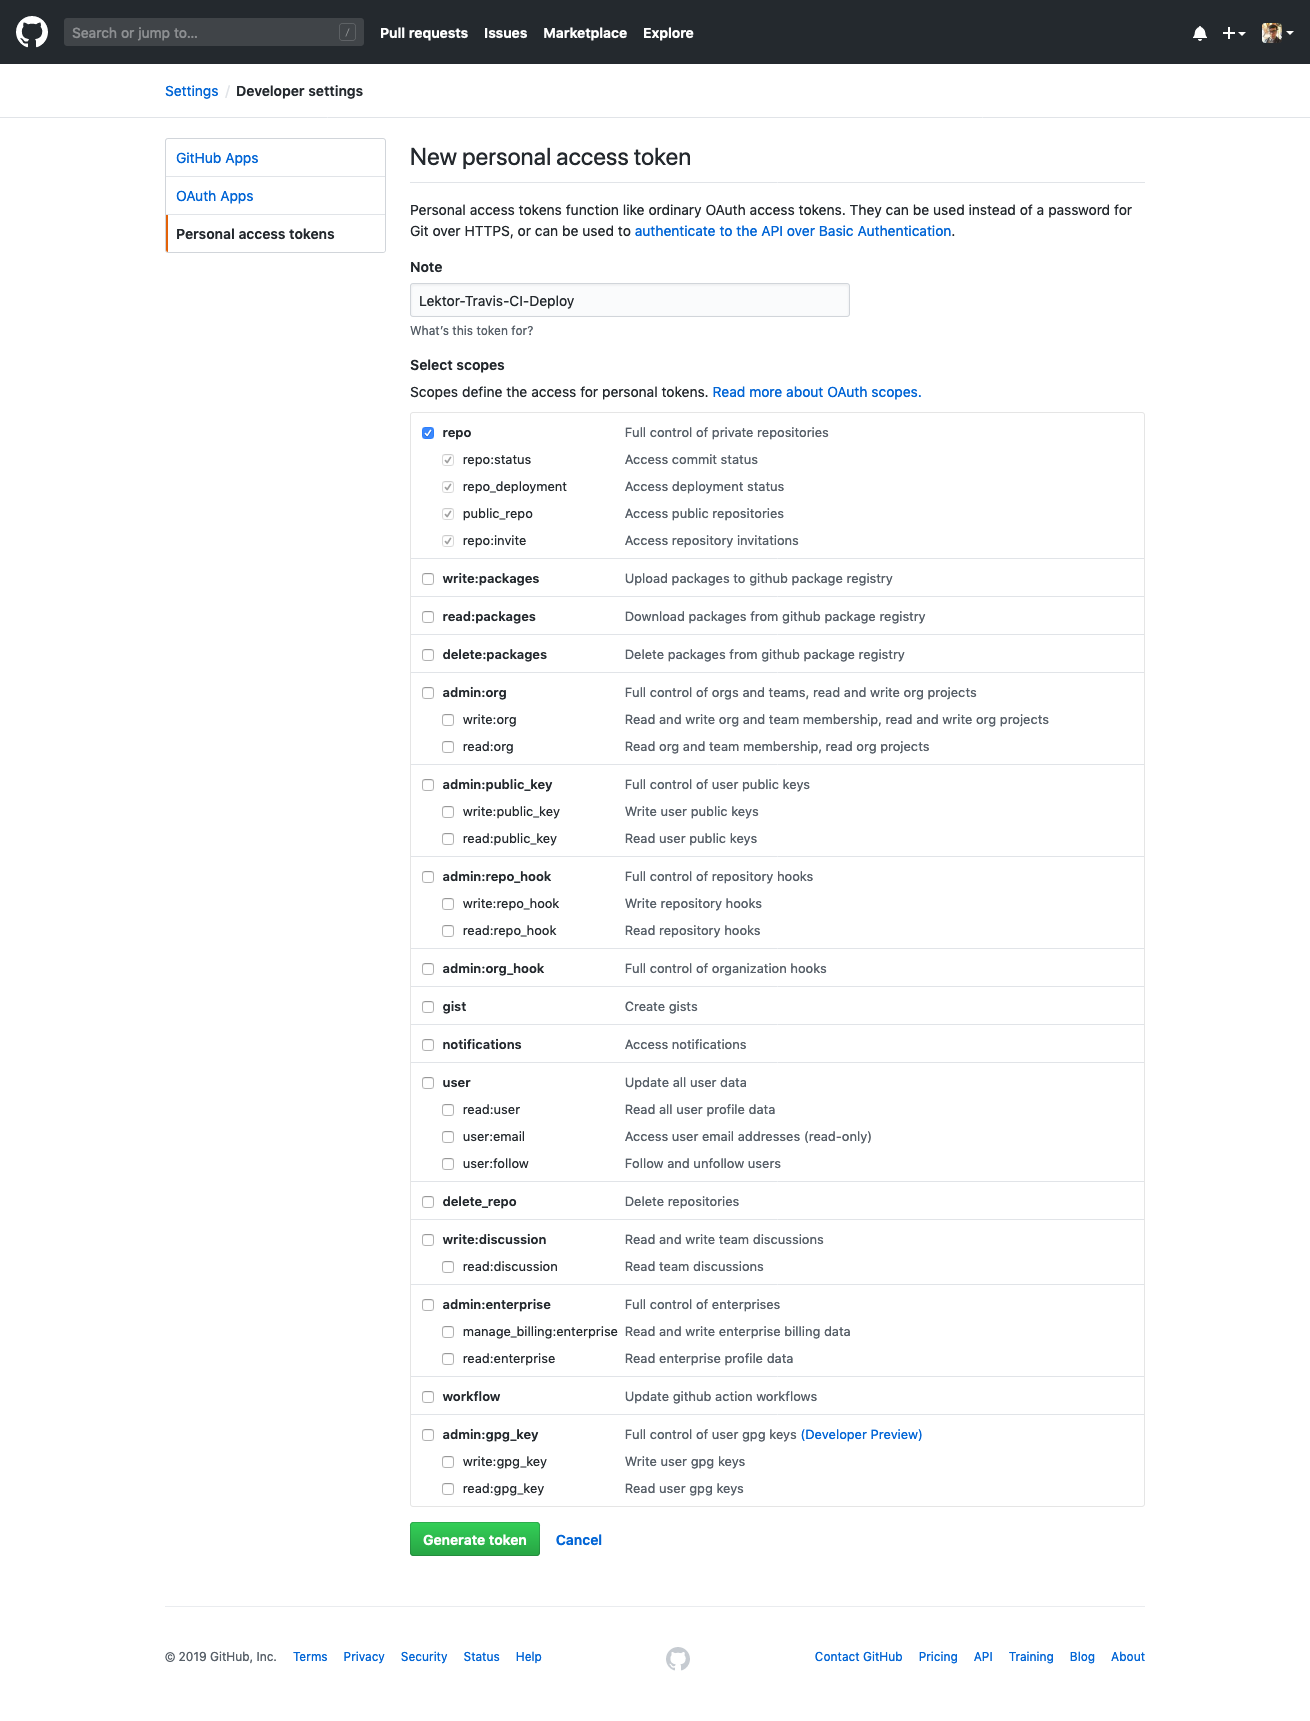 Search or jump to... /
Pull requests Issues Marketplace Explore
Settings / Developer settings
GitHub Apps
OAuth Apps
Personal access tokens
New personal access token
Personal access tokens function like ordinary OAuth access tokens. They can be used instead of a password for
Git over HTTPS, or can be used to authenticate to the API over Basic Authentication.
Note
Lektor-Travis-CI-Deploy
What's this token for?
Select scopes
Scopes define the access for personal tokens. Read more about OAuth scopes.
repo Full control of private repositories
repo:status Access commit status
repo_deployment Access deployment status
public_repo Access public repositories
repo:invite Access repository invitations
write:packages Upload packages to github package registry
read:packages Download packages from github package registry
delete:packages Delete packages from github package registry
admin:org Full control of orgs and teams, read and write org projects
write:org Read and write org and team membership, read and write org projects
read:org Read org and team membership, read org projects
admin:public_key Full control of user public keys
write:public_key Write user public keys
read:public_key Read user public keys
admin:repo_hook Full control of repository hooks
write:repo_hook Write repository hooks
read:repo_hook Read repository hooks
admin:org_hook Full control of organization hooks
gist Create gists
notifications Access notifications
user Update all user data
read:user Read all user profile data
user:email Access user email addresses (read-only)
user:follow Follow and unfollow users
delete_repo Delete repositories
write:discussion Read and write team discussions
read:discussion Read team discussions
admin:enterprise Full control of enterprises
manage_billing:enterprise Read and write enterprise billing data
read:enterprise Read enterprise profile data
workflow Update github action workflows
admin:gpg_key Full control of user gpg keys (Developer Preview)
write:gpg_key Write user gpg keys
read:gpg_key Read user gpg keys
Generate token Cancel
© 2019 GitHub, Inc. Terms Privacy Security Status Help Contact GitHub Pricing API Training Blog About